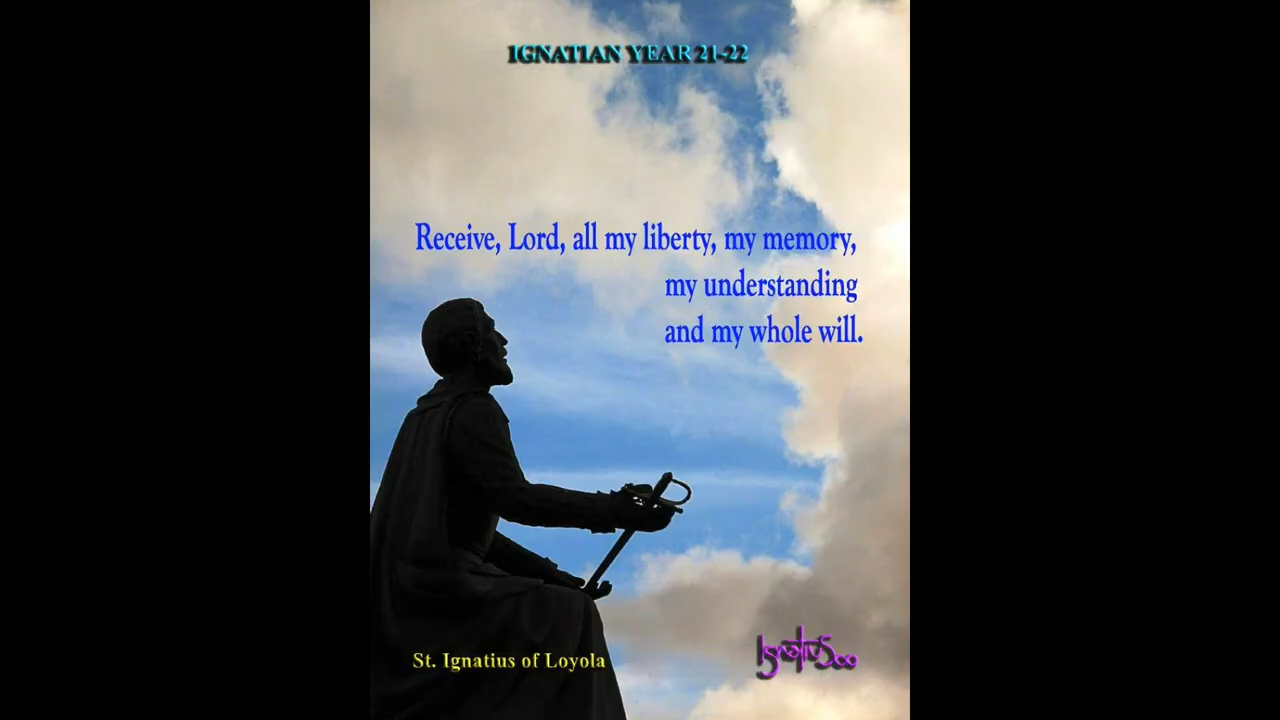 IGNATIAN YEAR 21-22
Receive, Lord, all my liberty, my memory,
my understanding
and my whole will.
St. Ignatius of Loyola